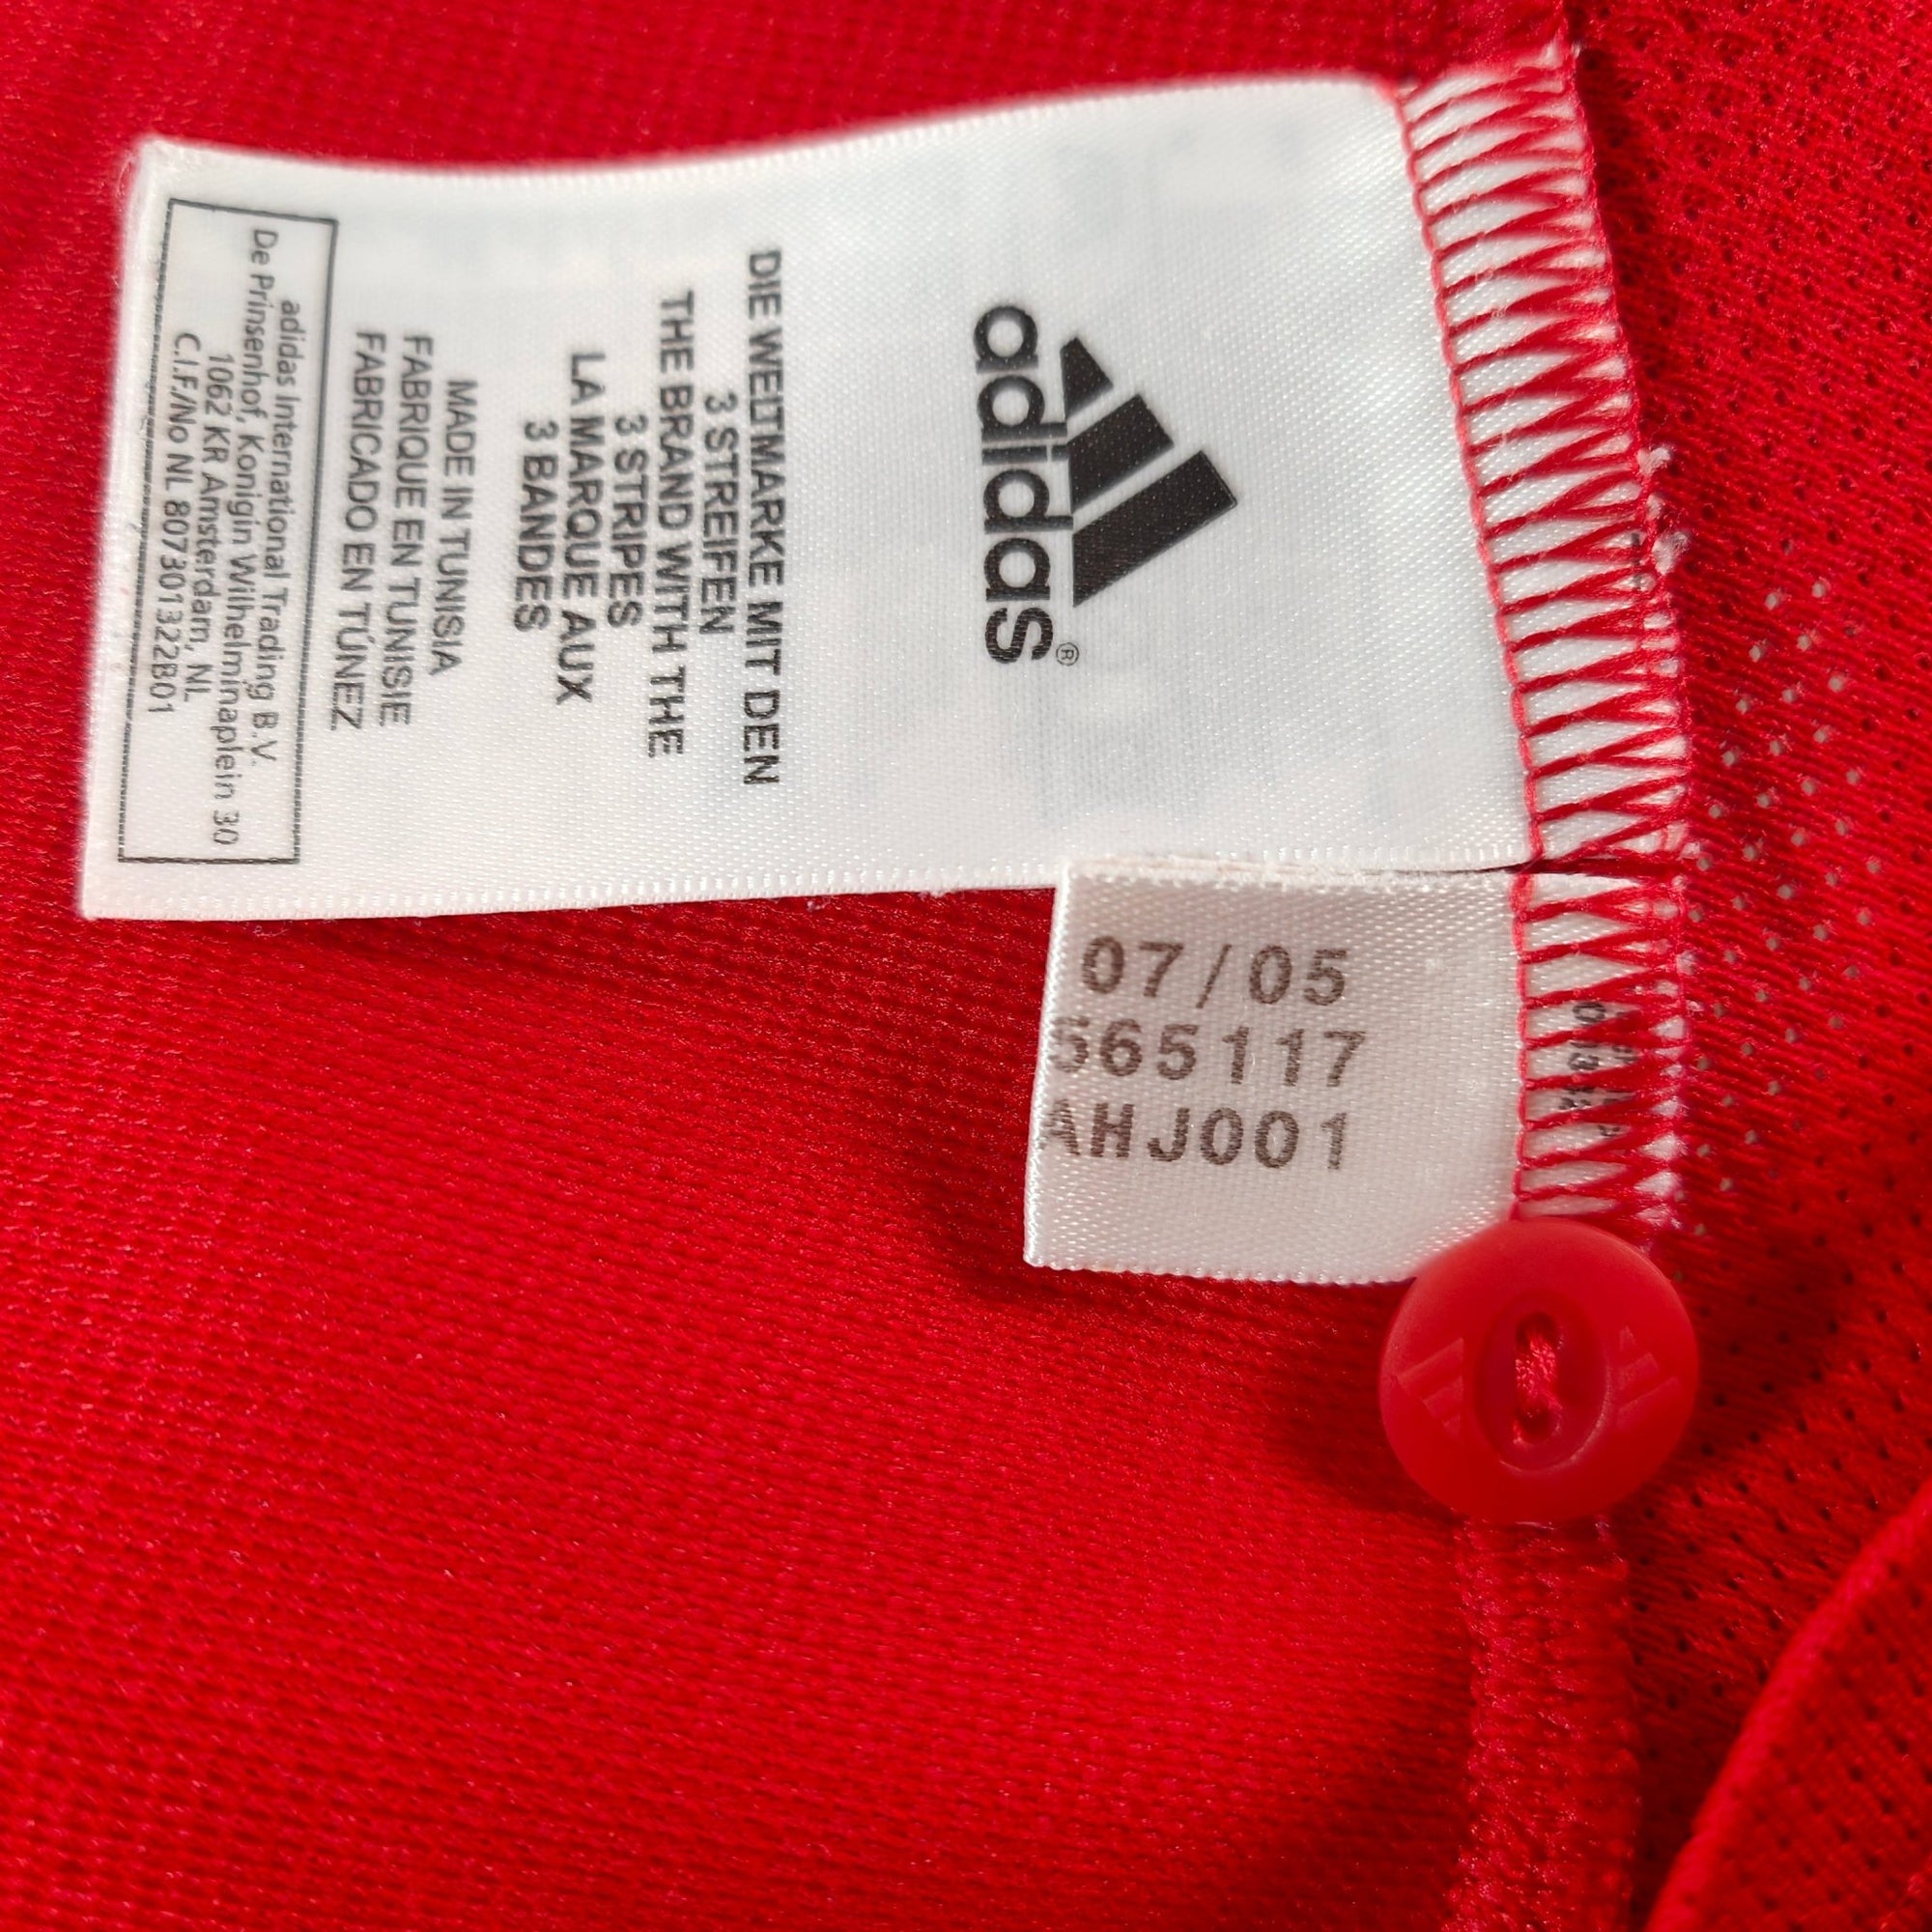 adidas®
DIE WELTMARKE MIT DEN
3 STREIFEN
THE BRAND WITH THE
3 STRIPES
LA MARQUE AUX
3 BANDES
MADE IN TUNISIA
FABRIQUE EN TUNISIE
FABRICADO EN TÚNEZ
adidas International Trading B.V.
De Prinsenhof, Konigin Wilhelminaplein 30
1062 KR Amsterdam, NL
C.I.F./No NL 807301322B01
07/05
565117
AHJ001